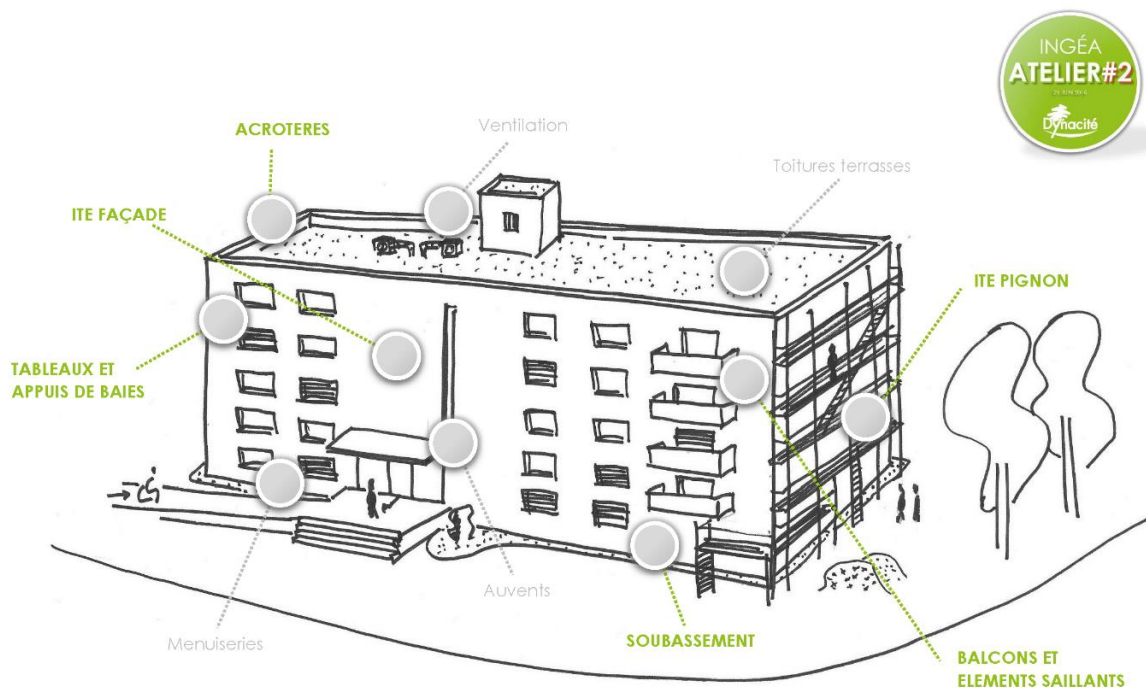 INGÉA
ATELIER#2
Dynacité
ACROTERES
Ventilation
Toitures terrasses
ITE FAÇADE
ITE PIGNON
TABLEAUX ET
APPUIS DE BAIES
Auvents
Menuiseries
SOUBASSEMENT
BALCONS ET
ELEMENTS SAILLANTS